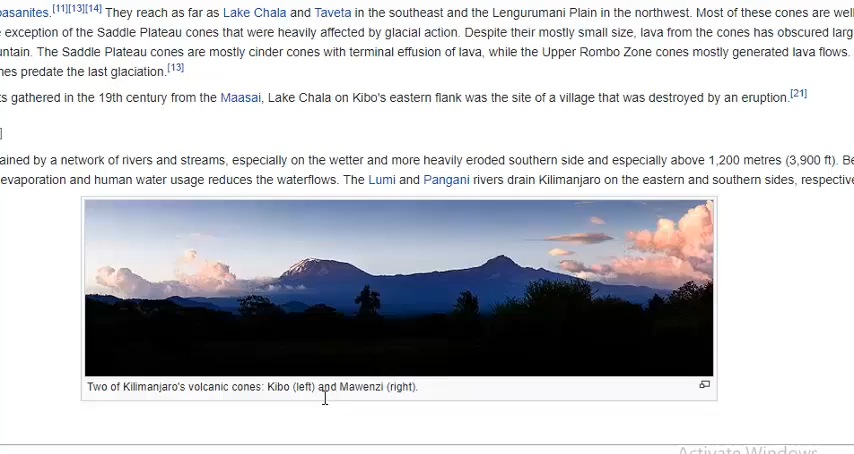 basanites.[11][13][14] They reach as far as Lake Chala and Taveta in the southeast and the Lengurumani Plain in the northwest. Most of these cones are well
exception of the Saddle Plateau cones that were heavily affected by glacial action. Despite their mostly small size, lava from the cones has obscured larg
untain. The Saddle Plateau cones are mostly cinder cones with terminal effusion of lava, while the Upper Rombo Zone cones mostly generated lava flows.
nes predate the last glaciation.[13]
ts gathered in the 19th century from the Maasai, Lake Chala on Kibo's eastern flank was the site of a village that was destroyed by an eruption.[21]
]
ained by a network of rivers and streams, especially on the wetter and more heavily eroded southern side and especially above 1,200 metres (3,900 ft). Be
evaporation and human water usage reduces the waterflows. The Lumi and Pangani rivers drain Kilimanjaro on the eastern and southern sides, respective
Two of Kilimanjaro's volcanic cones: Kibo (left) and Mawenzi (right).
Activate Windows